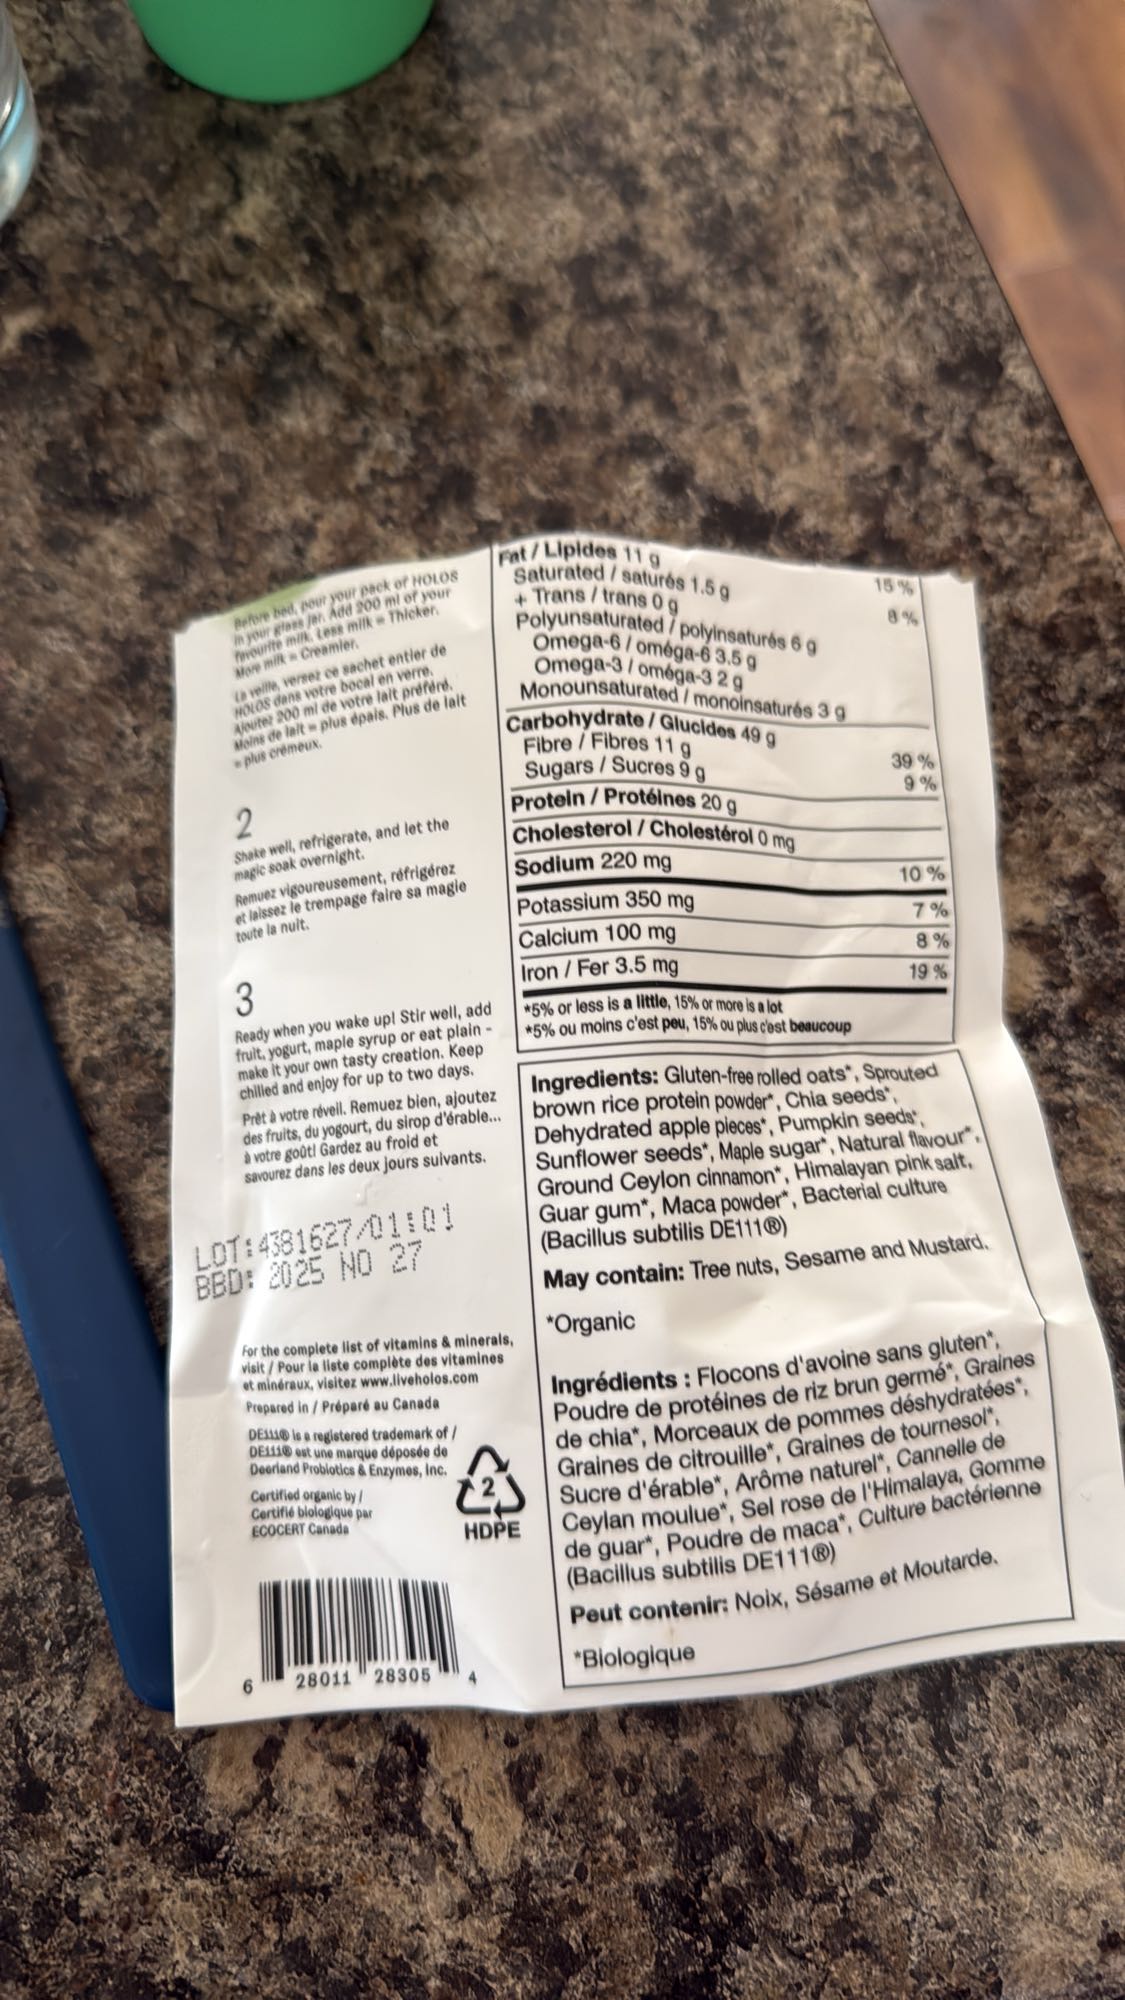 Before bed, pour your pack of HOLOS
in your glass jar. Add 200 ml of your
favourite milk. Less milk = Thicker.
More milk = Creamier.
La veille, versez ce sachet entier de
HOLOS dans votre bocal en verre.
Ajoutez 200 ml de votre lait préféré.
Moins de lait = plus épais. Plus de lait
= plus crémeux.
2
Shake well, refrigerate, and let the
magic soak overnight.
Remuez vigoureusement, réfrigérez
et laissez le trempage faire sa magie
toute la nuit.
3
Ready when you wake up! Stir well, add
fruit, yogurt, maple syrup or eat plain -
make it your own tasty creation. Keep
chilled and enjoy for up to two days.
Prêt à votre réveil. Remuez bien, ajoutez
des fruits, du yogourt, du sirop d'érable...
à votre goût! Gardez au froid et
savourez dans les deux jours suivants.
LOT:4381627/01:01
BBD: 2025 NO 27
For the complete list of vitamins & minerals,
visit / Pour la liste complète des vitamines
et minéraux, visitez www.liveholos.com
Prepared in / Préparé au Canada
DE111® is a registered trademark of /
DE111® est une marque déposée de
Deerland Probiotics & Enzymes, Inc.
Certified organic by /
Certifié biologique par
ECOCERT Canada
2
HDPE
6 28011 28305 4
Fat / Lipides 11 g 15 %
Saturated / saturés 1.5 g 8 %
+ Trans / trans 0 g
Polyunsaturated / polyinsaturés 6 g
Omega-6 / oméga-6 3.5 g
Omega-3 / oméga-3 2 g
Monounsaturated / monoinsaturés 3 g
Carbohydrate / Glucides 49 g
Fibre / Fibres 11 g 39 %
Sugars / Sucres 9 g 9 %
Protein / Protéines 20 g
Cholesterol / Cholestérol 0 mg
Sodium 220 mg 10 %
Potassium 350 mg 7 %
Calcium 100 mg 8 %
Iron / Fer 3.5 mg 19 %
*5% or less is a little, 15% or more is a lot
*5% ou moins c'est peu, 15% ou plus c'est beaucoup
Ingredients: Gluten-free rolled oats*, Sprouted
brown rice protein powder*, Chia seeds*,
Dehydrated apple pieces*, Pumpkin seeds*,
Sunflower seeds*, Maple sugar*, Natural flavour*,
Ground Ceylon cinnamon*, Himalayan pink salt,
Guar gum*, Maca powder*, Bacterial culture
(Bacillus subtilis DE111®)
May contain: Tree nuts, Sesame and Mustard.
*Organic
Ingrédients : Flocons d'avoine sans gluten*,
Poudre de protéines de riz brun germé*, Graines
de chia*, Morceaux de pommes déshydratées*,
Graines de citrouille*, Graines de tournesol*,
Sucre d'érable*, Arôme naturel*, Cannelle de
Ceylan moulue*, Sel rose de l'Himalaya, Gomme
de guar*, Poudre de maca*, Culture bactérienne
(Bacillus subtilis DE111®)
Peut contenir: Noix, Sésame et Moutarde.
*Biologique